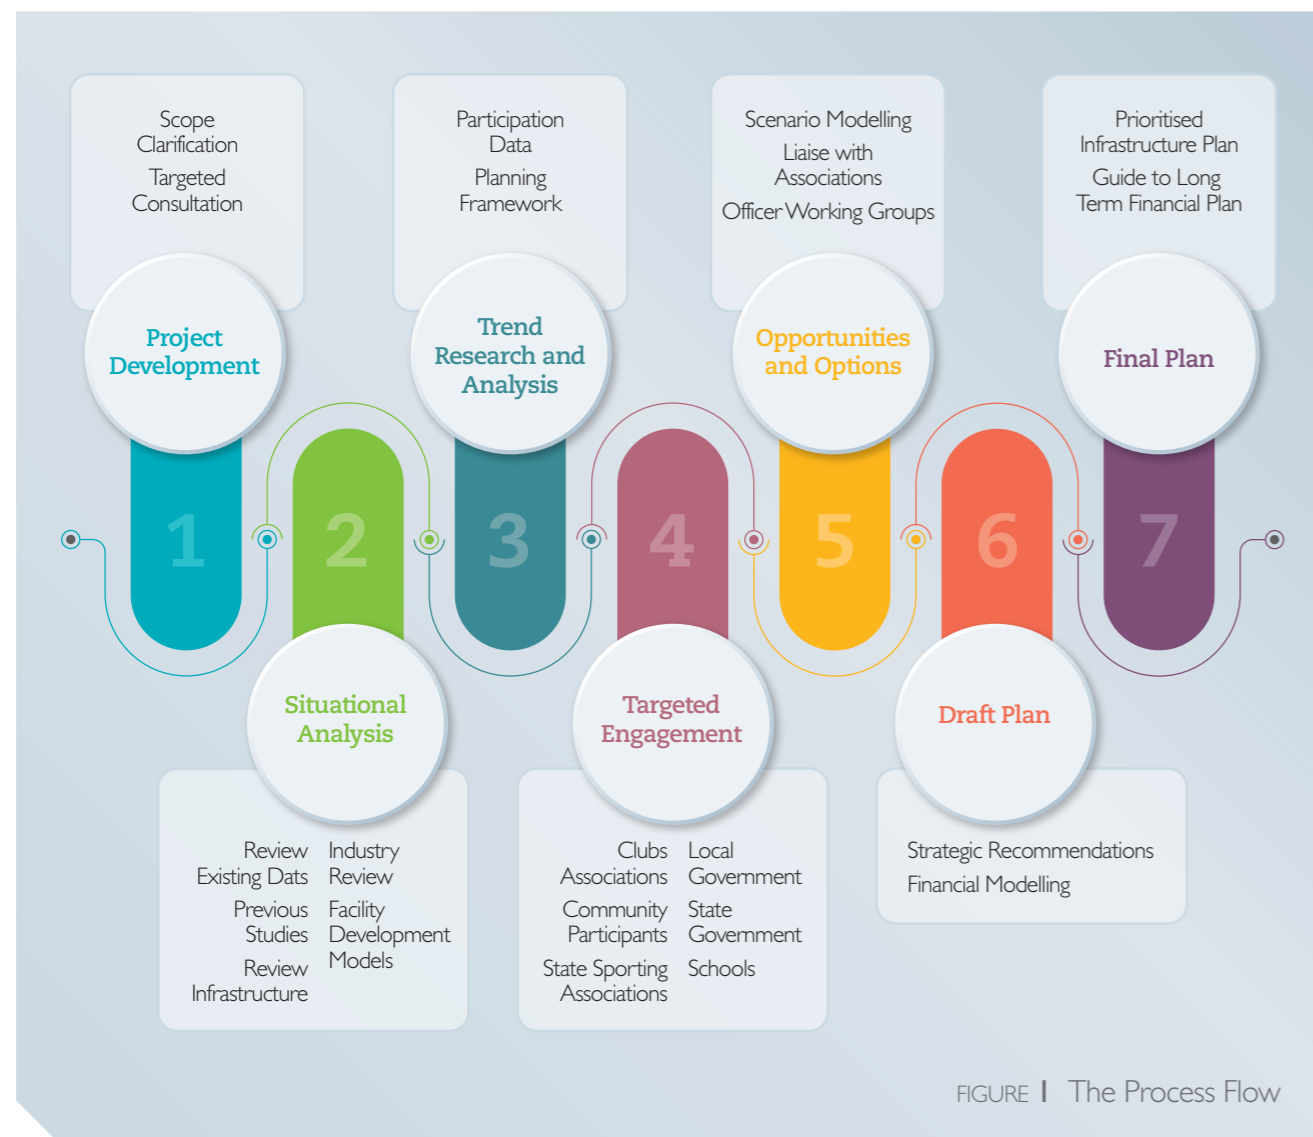 Scope
Clarification
Targeted
Consultation
Project
Development
1
Review
Existing Dats
Previous
Studies
Review
Infrastructure
Industry
Review
Facility
Development
Models
Situational
Analysis
2
Participation
Data
Planning
Framework
Trend
Research and
Analysis
3
Clubs
Associations
Community
Participants
State Sporting
Associations
Local
Government
State
Government
Schools
Targeted
Engagement
4
Scenario Modelling
Liaise with
Associations
Officer Working Groups
Opportunities
and Options
5
Strategic Recommendations
Financial Modelling
Draft Plan
6
Prioritised
Infrastructure Plan
Guide to Long
Term Financial Plan
Final Plan
7
FIGURE 1 The Process Flow